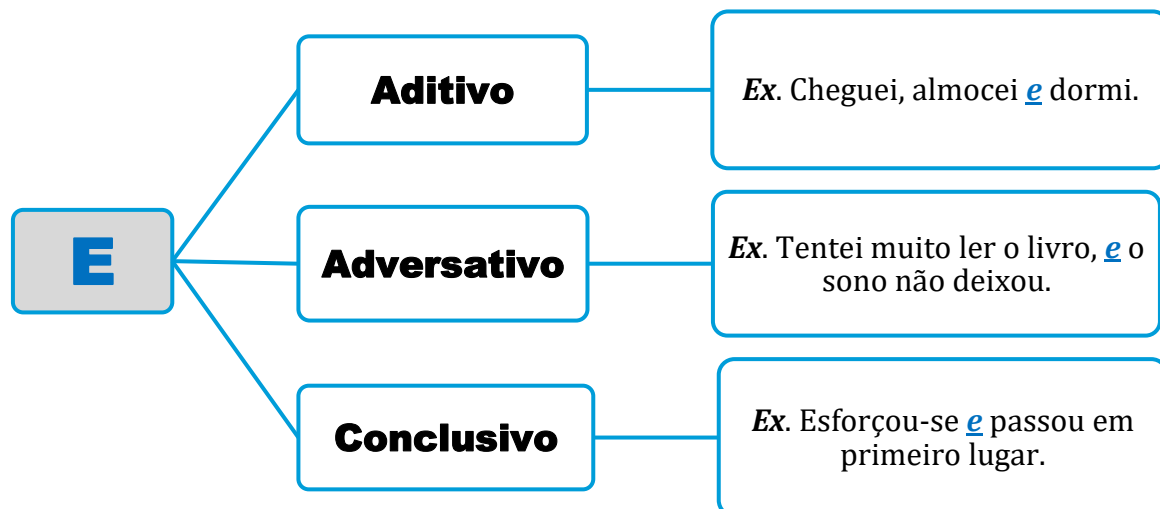 Aditivo
Ex. Cheguei, almocei e dormi.
E
Adversativo
Ex. Tentei muito ler o livro, e o
sono não deixou.
Conclusivo
Ex. Esforçou-se e passou em
primeiro lugar.